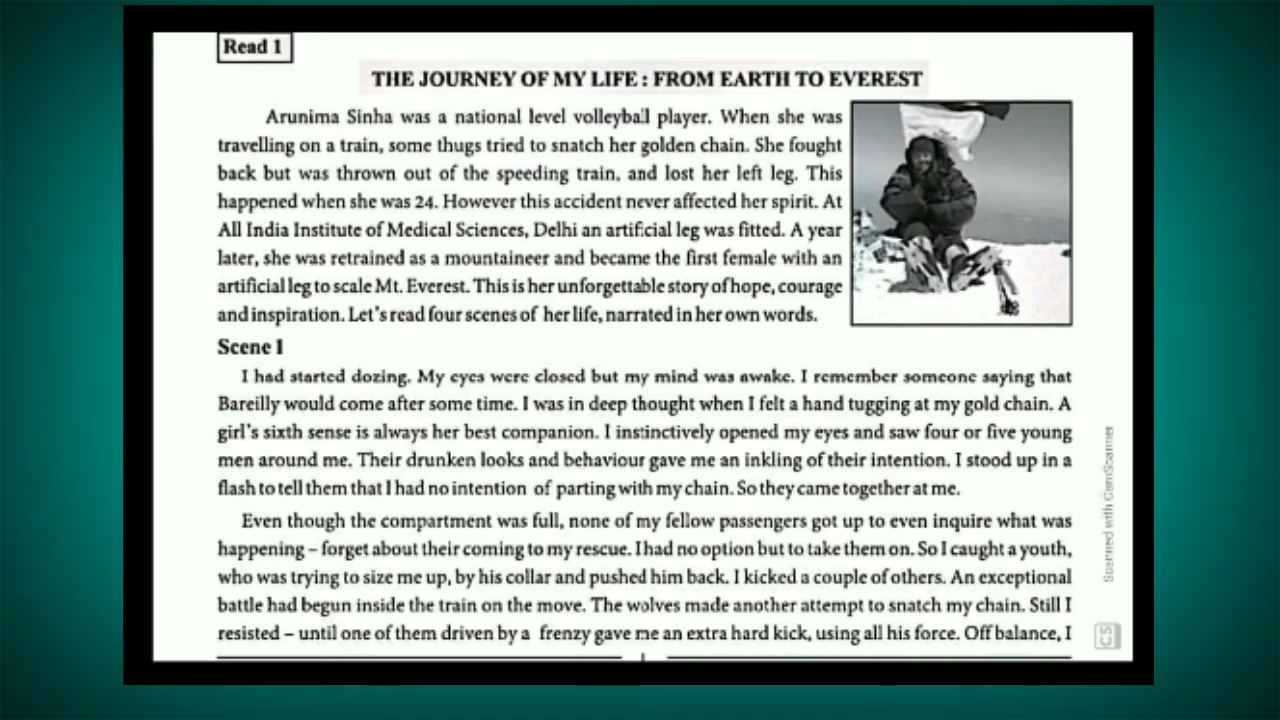 Read 1
THE JOURNEY OF MY LIFE : FROM EARTH TO EVEREST
Arunima Sinha was a national level volleyball player. When she was
travelling on a train, some thugs tried to snatch her golden chain. She fought
back but was thrown out of the speeding train, and lost her left leg. This
happened when she was 24. However this accident never affected her spirit. At
All India Institute of Medical Sciences, Delhi an artificial leg was fitted. A year
later, she was retrained as a mountaineer and became the first female with an
artificial leg to scale Mt. Everest. This is her unforgettable story of hope, courage
and inspiration. Let's read four scenes of her life, narrated in her own words.
Scene 1
I had started dozing. My eyes were closed but my mind was awake. I remember someone saying that
Bareilly would come after some time. I was in deep thought when I felt a hand tugging at my gold chain. A
girl's sixth sense is always her best companion. I instinctively opened my eyes and saw four or five young
men around me. Their drunken looks and behaviour gave me an inkling of their intention. I stood up in a
flash to tell them that I had no intention of parting with my chain. So they came together at me.
Even though the compartment was full, none of my fellow passengers got up to even inquire what was
happening – forget about their coming to my rescue. I had no option but to take them on. So I caught a youth,
who was trying to size me up, by his collar and pushed him back. I kicked a couple of others. An exceptional
battle had begun inside the train on the move. The wolves made another attempt to snatch my chain. Still I
resisted – until one of them driven by a frenzy gave me an extra hard kick, using all his force. Off balance, I
Scanned with CamScanner
CS